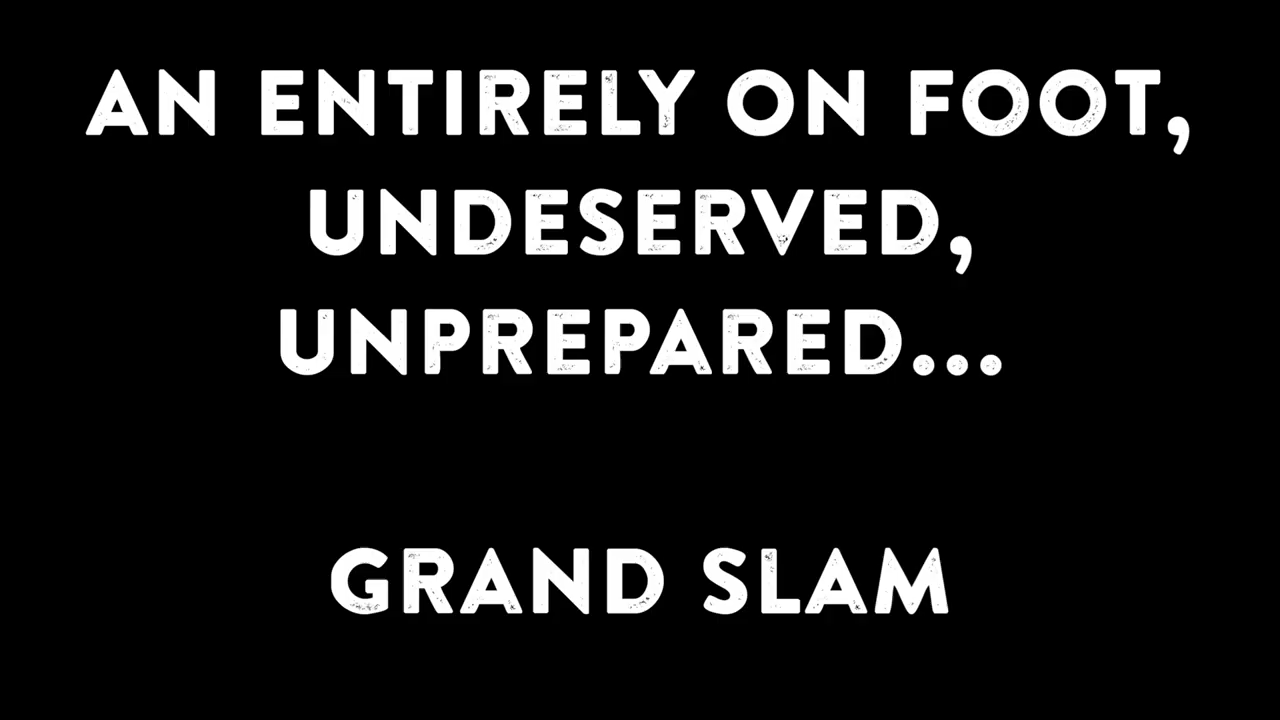 AN ENTIRELY ON FOOT,
UNDESERVED,
UNPREPARED...
GRAND SLAM